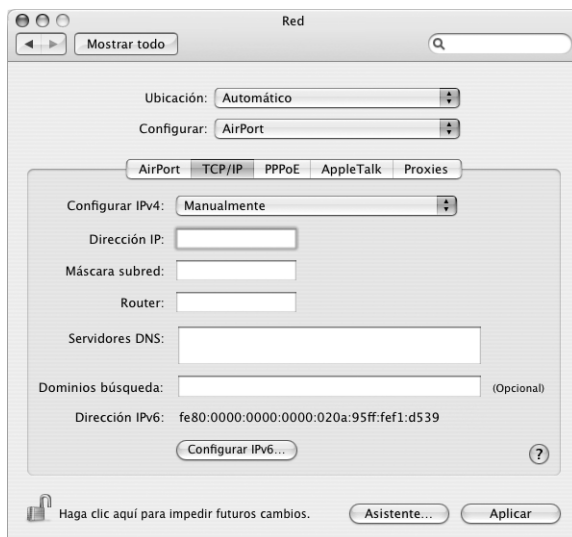 Red
Mostrar todo
Ubicación: Automático
Configurar: AirPort
AirPort TCP/IP PPPoE AppleTalk Proxies
Configurar IPv4: Manualmente
Dirección IP:
Máscara subred:
Router:
Servidores DNS:
Dominios búsqueda: (Opcional)
Dirección IPv6: fe80:0000:0000:0000:020a:95ff:fef1:d539
Configurar IPv6...
?
Haga clic aquí para impedir futuros cambios. Asistente... Aplicar